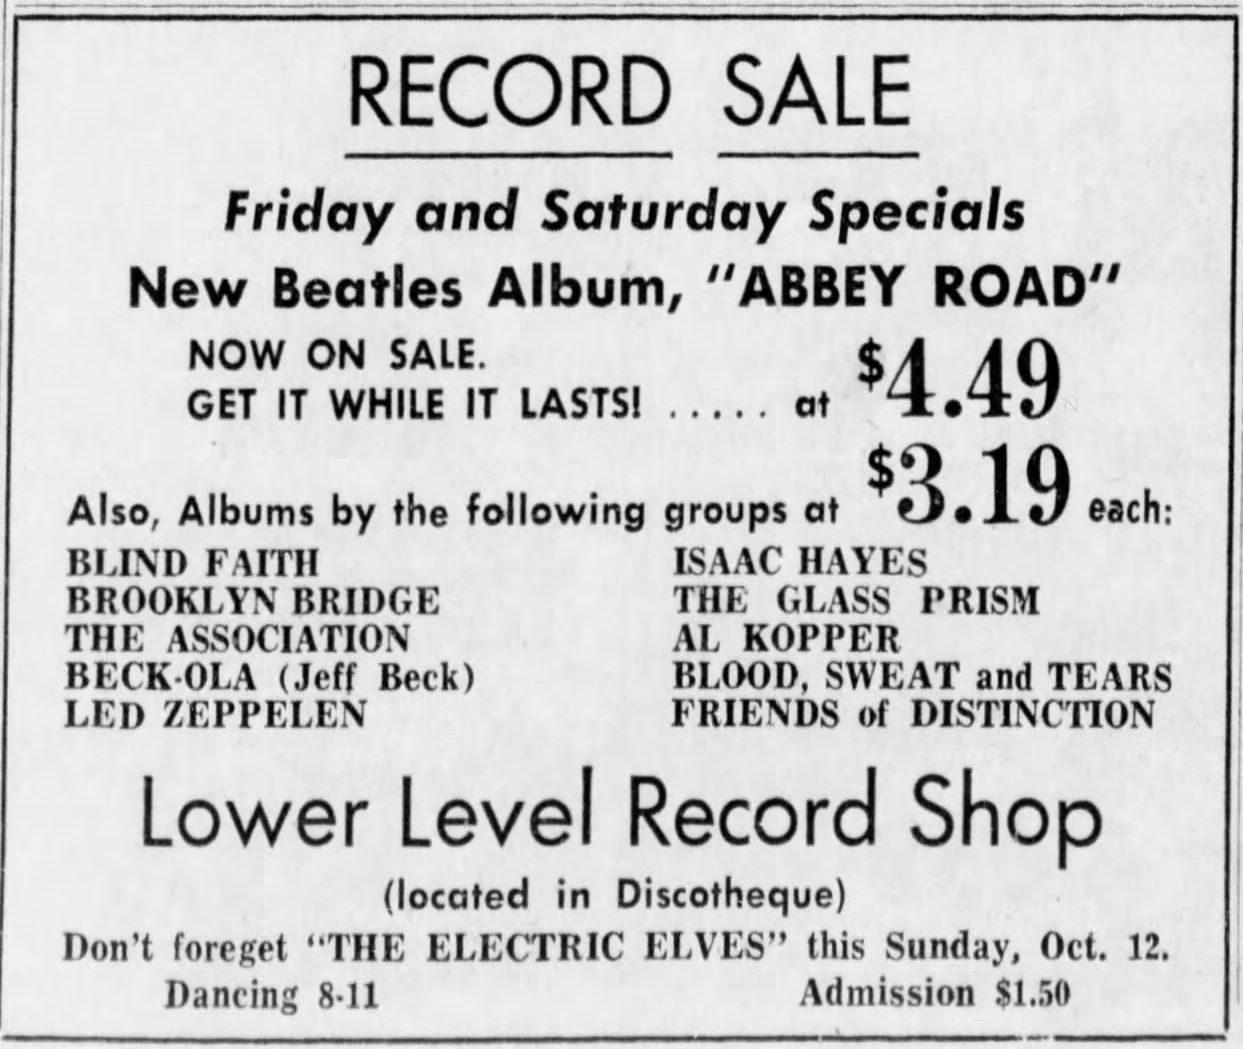 RECORD SALE
Friday and Saturday Specials
New Beatles Album, "ABBEY ROAD"
NOW ON SALE.
GET IT WHILE IT LASTS! ..... at $4.49
Also, Albums by the following groups at $3.19 each:
BLIND FAITH
BROOKLYN BRIDGE
THE ASSOCIATION
BECK-OLA (Jeff Beck)
LED ZEPPELEN
ISAAC HAYES
THE GLASS PRISM
AL KOPPER
BLOOD, SWEAT and TEARS
FRIENDS of DISTINCTION
Lower Level Record Shop
(located in Discotheque)
Don't foreget "THE ELECTRIC ELVES" this Sunday, Oct. 12.
Dancing 8-11 Admission $1.50